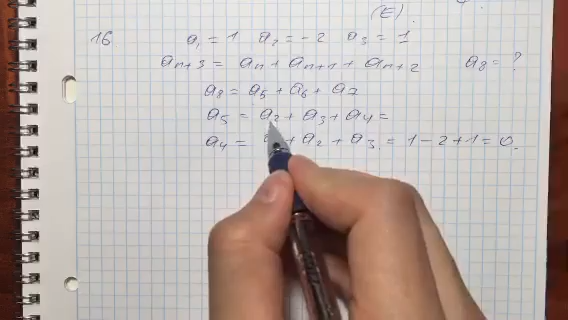 (E).
16 a₁ = 1 a₂ = -2 a₃ = 1
aₙ₊₃ = aₙ + aₙ₊₁ + aₙ₊₂ a₈ = ?
a₈ = a₅ + a₆ + a₇
a₅ = a₂ + a₃ + a₄ =
a₄ = + a₂ + a₃ = 1 - 2 + 1 = 0.